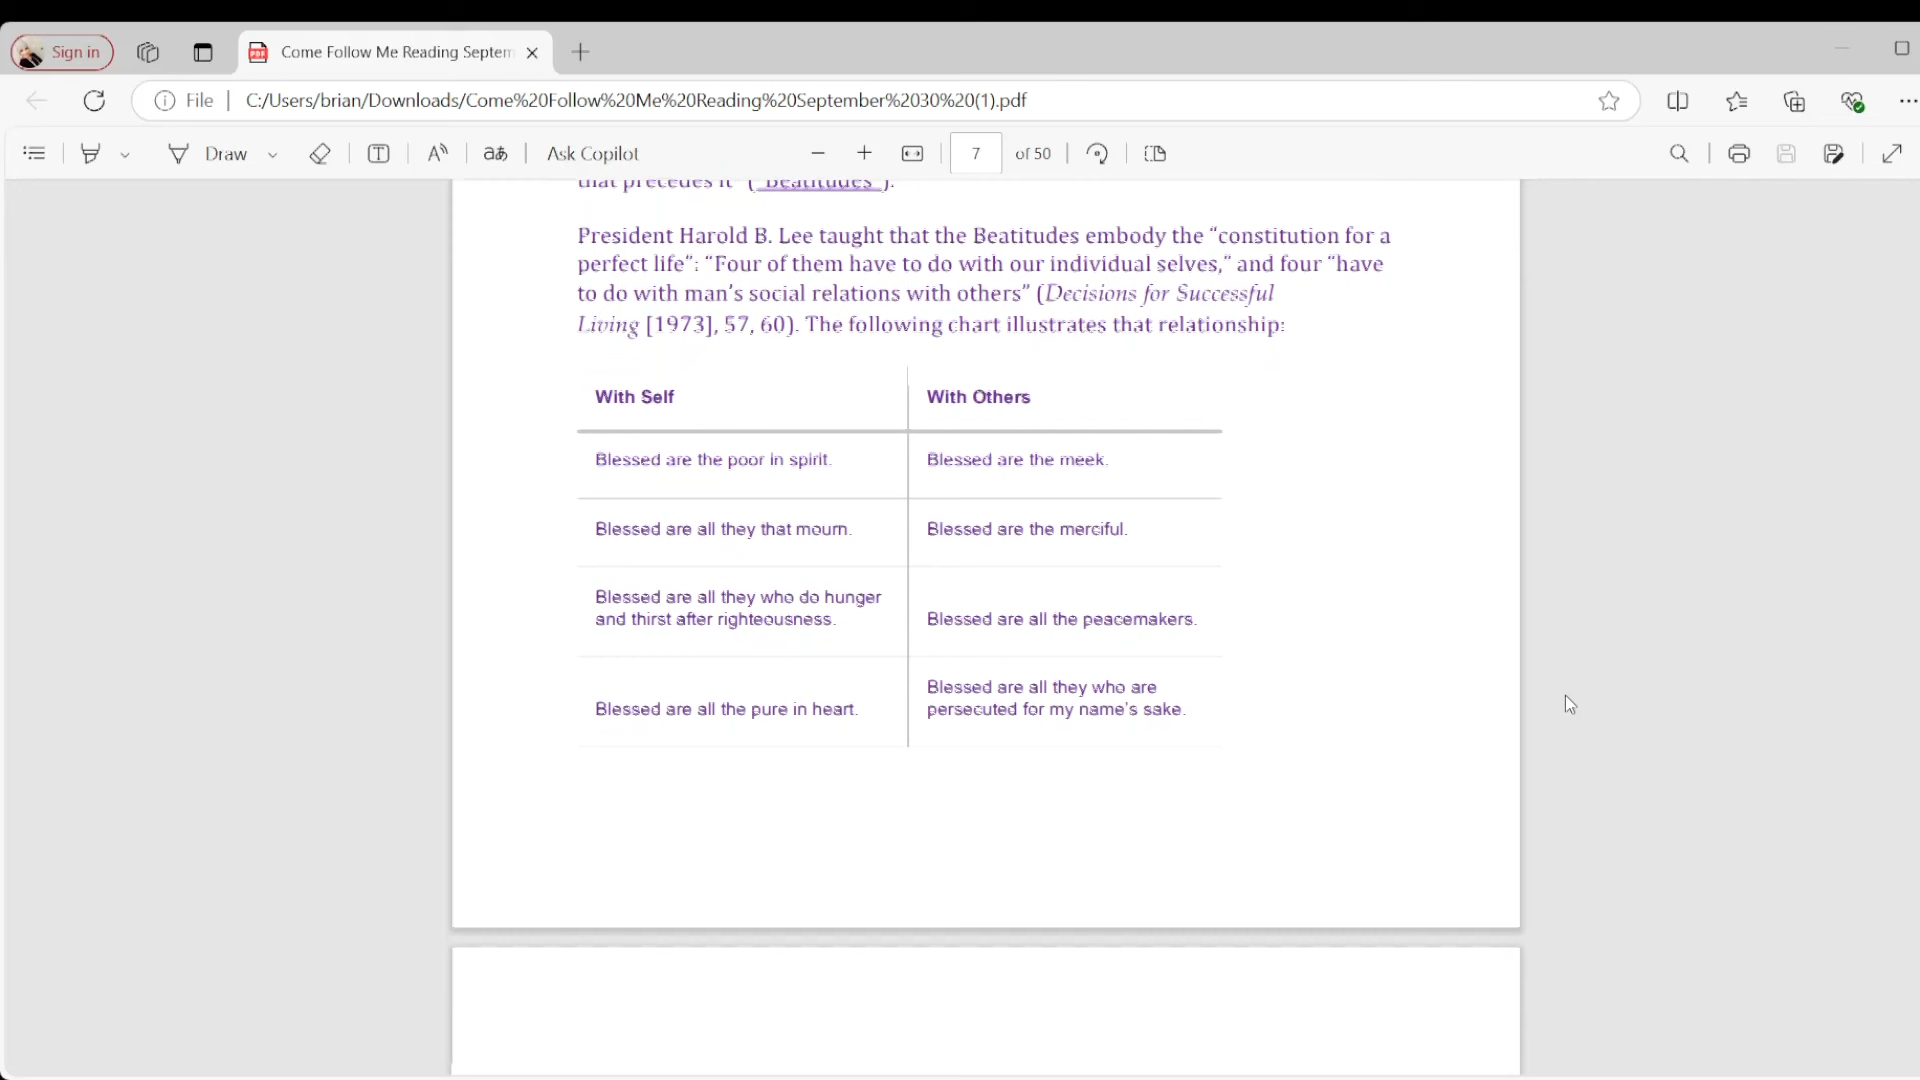 Sign in
Come Follow Me Reading Septem
File
C:/Users/brian/Downloads/Come%20Follow%20Me%20Reading%20September%2030%20(1).pdf
Draw
Ask Copilot
7 of 50
that precedes it" ("Beatitudes").
President Harold B. Lee taught that the Beatitudes embody the “constitution for a
perfect life”: “Four of them have to do with our individual selves,” and four “have
to do with man’s social relations with others” (Decisions for Successful
Living [1973], 57, 60). The following chart illustrates that relationship:
With Self
With Others
Blessed are the poor in spirit.
Blessed are the meek.
Blessed are all they that mourn.
Blessed are the merciful.
Blessed are all they who do hunger
and thirst after righteousness.
Blessed are all the peacemakers.
Blessed are all the pure in heart.
Blessed are all they who are
persecuted for my name’s sake.